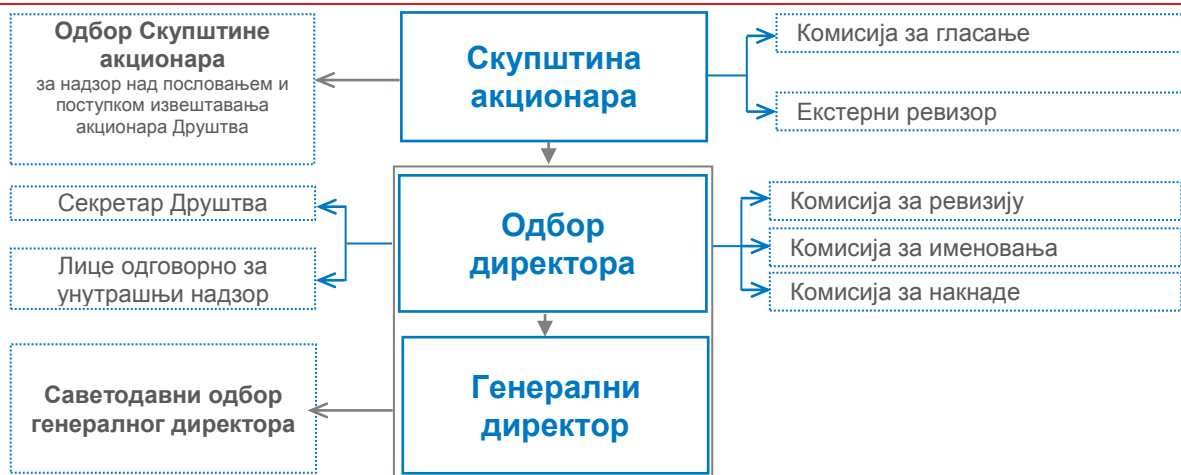 Одбор Скупштине
акционара
за надзор над пословањем и
поступком извештавања
акционара Друштва
Скупштина
акционара
Комисија за гласање
Екстерни ревизор
Секретар Друштва
Лице одговорно за
унутрашњи надзор
Одбор
директора
Комисија за ревизију
Комисија за именовања
Комисија за накнаде
Саветодавни одбор
генералног директора
Генерални
директор